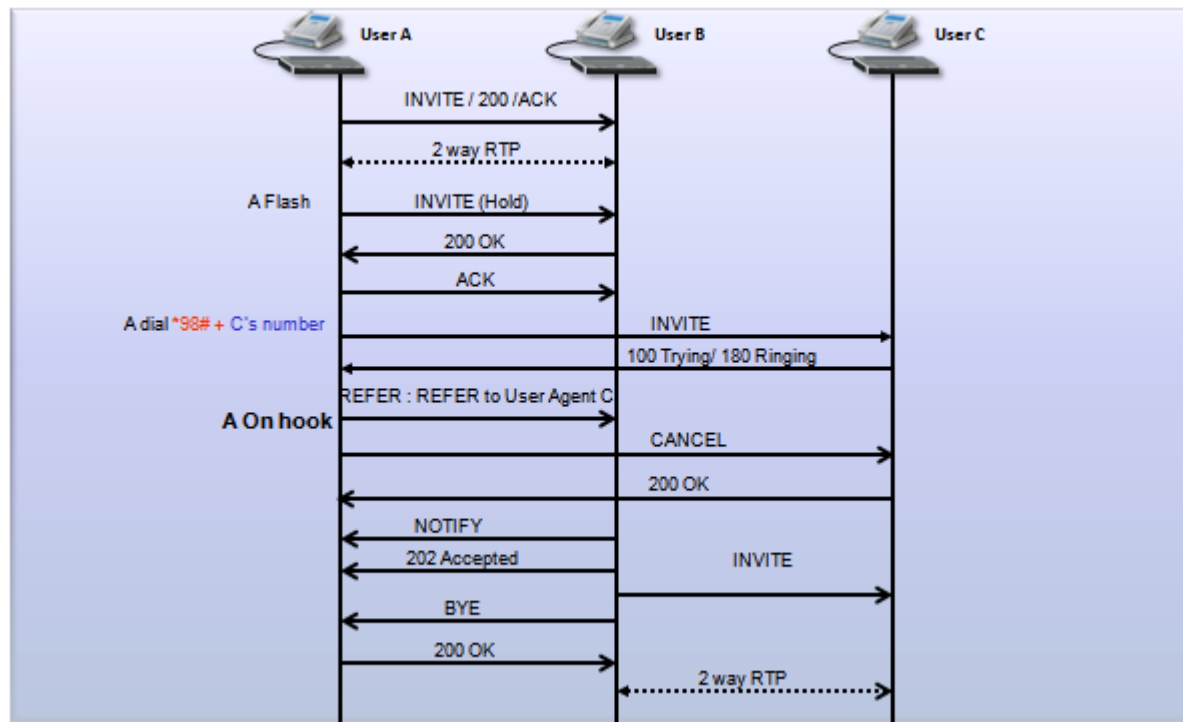 User A
User B
User C
INVITE / 200 /ACK
2 way RTP
A Flash
INVITE (Hold)
200 OK
ACK
A dial *98# + C's number
INVITE
100 Trying/ 180 Ringing
REFER : REFER to User Agent C
A On hook
CANCEL
200 OK
NOTIFY
202 Accepted
INVITE
BYE
200 OK
2 way RTP